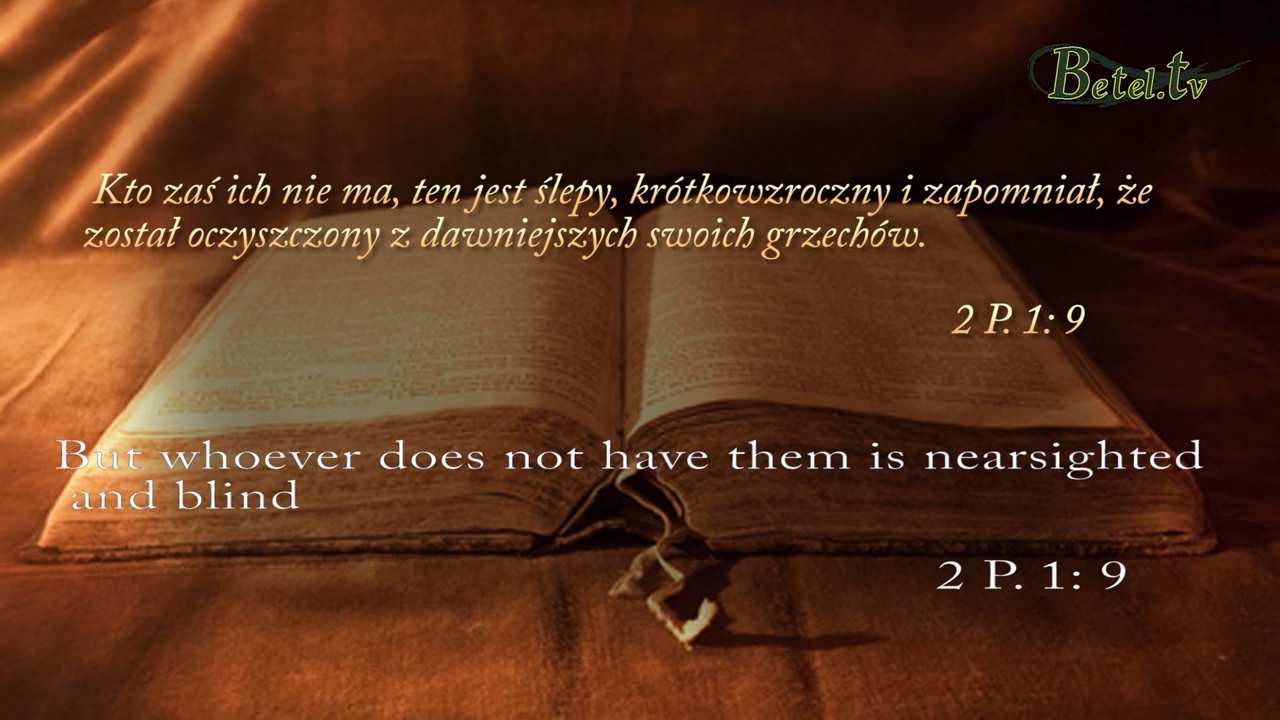 Betel.tv
Kto zaś ich nie ma, ten jest ślepy, krótkowzroczny i zapomniał, że
został oczyszczony z dawniejszych swoich grzechów.
2 P. 1: 9
But whoever does not have them is nearsighted
and blind
2 P. 1: 9